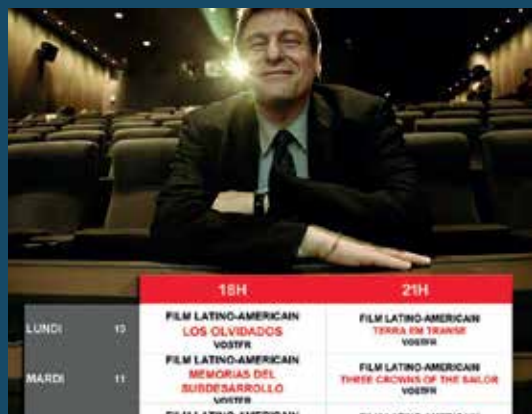 18H 21H
LUNDI
FILM LATINO-AMERICAIN
LOS OLVIDADOS
VOSTFR
FILM LATINO-AMERICAIN
TERRA EM TRANSE
VOSTFR
MARDI 11
FILM LATINO-AMERICAIN
MEMORIAS DEL
SUBDESARROLLO
VOSTFR
FILM LATINO-AMERICAIN
THREE CROWNS OF THE SAILOR
VOSTFR